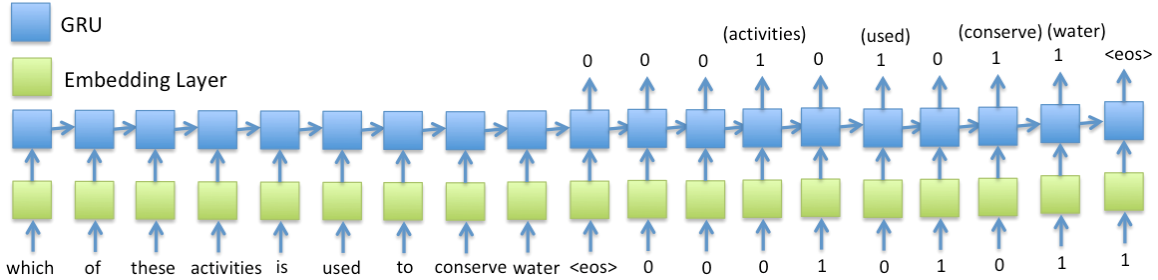 GRU
Embedding Layer
(activities) (used) (conserve) (water)
0 0 0 1 0 1 0 1 1 <eos>
which of these activities is used to conserve water <eos> 0 0 0 1 0 1 0 1 1